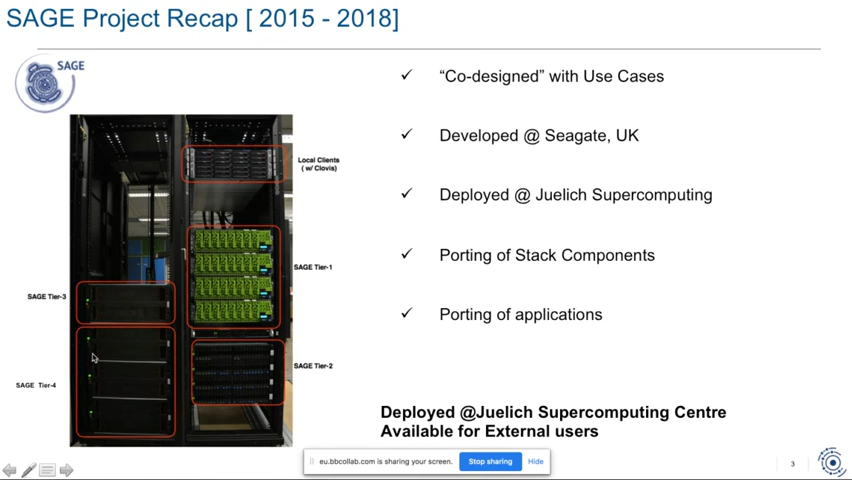 SAGE Project Recap [ 2015 - 2018]
SAGE
Local Clients
( w/ Clovis)
SAGE Tier-1
SAGE Tier-3
SAGE Tier-2
SAGE Tier-4
✓ “Co-designed” with Use Cases
✓ Developed @ Seagate, UK
✓ Deployed @ Juelich Supercomputing
✓ Porting of Stack Components
✓ Porting of applications
Deployed @Juelich Supercomputing Centre
Available for External users
eu.bbcollab.com is sharing your screen. Stop sharing Hide
3